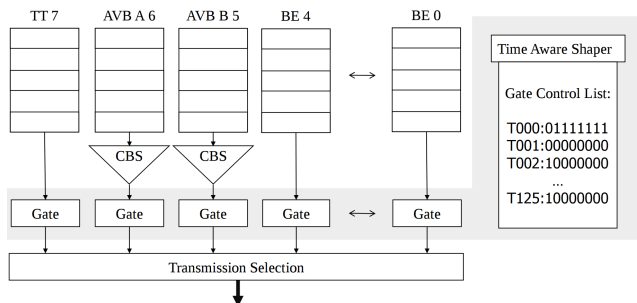 TT 7 AVB A 6 AVB B 5 BE 4 BE 0
Time Aware Shaper
Gate Control List:
T000:01111111
T001:00000000
T002:10000000
...
T125:10000000
CBS CBS
Gate Gate Gate Gate Gate
Transmission Selection